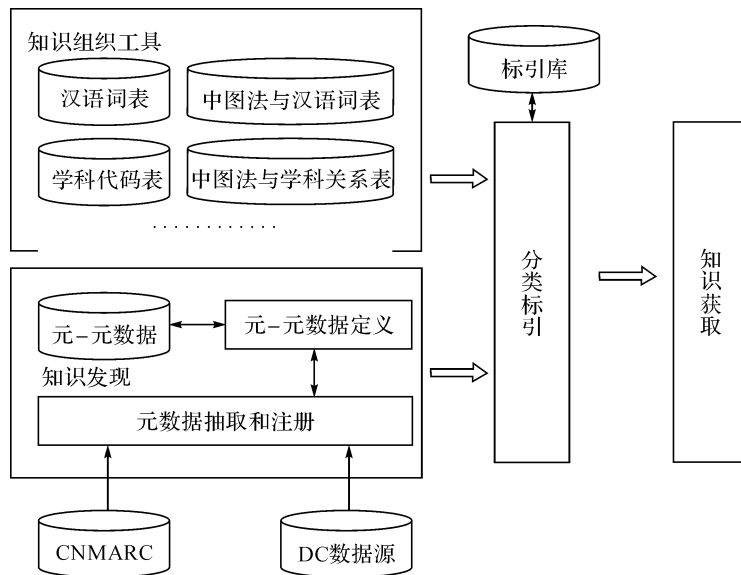 知识组织工具
汉语词表
中图法与汉语词表
学科代码表
中图法与学科关系表
············
标引库
分类标引
知识获取
元-元数据
元-元数据定义
知识发现
元数据抽取和注册
CNMARC
DC数据源